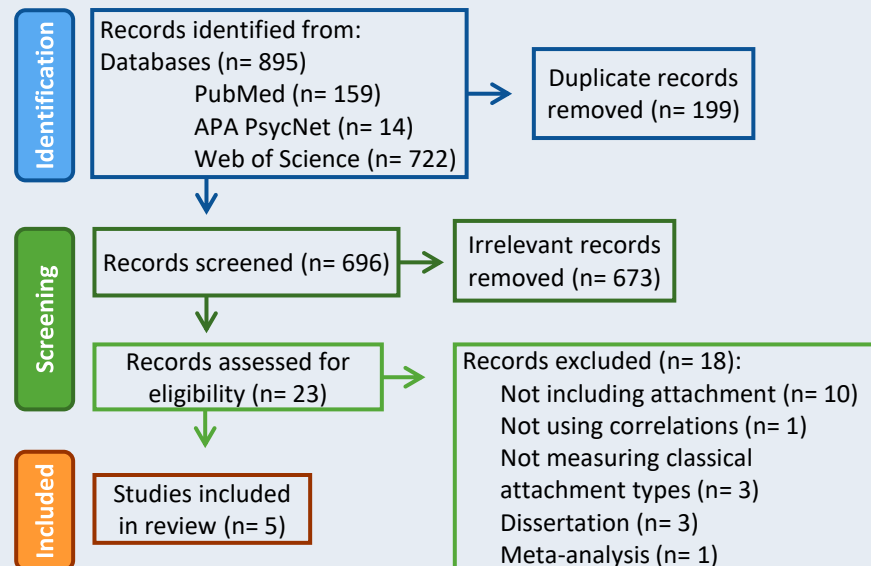 Identification
Records identified from:
Databases (n= 895)
PubMed (n= 159)
APA PsycNet (n= 14)
Web of Science (n= 722)
Duplicate records
removed (n= 199)
Screening
Records screened (n= 696)
Irrelevant records
removed (n= 673)
Records assessed for
eligibility (n= 23)
Records excluded (n= 18):
Not including attachment (n= 10)
Not using correlations (n= 1)
Not measuring classical
attachment types (n= 3)
Dissertation (n= 3)
Meta-analysis (n= 1)
Included
Studies included
in review (n= 5)